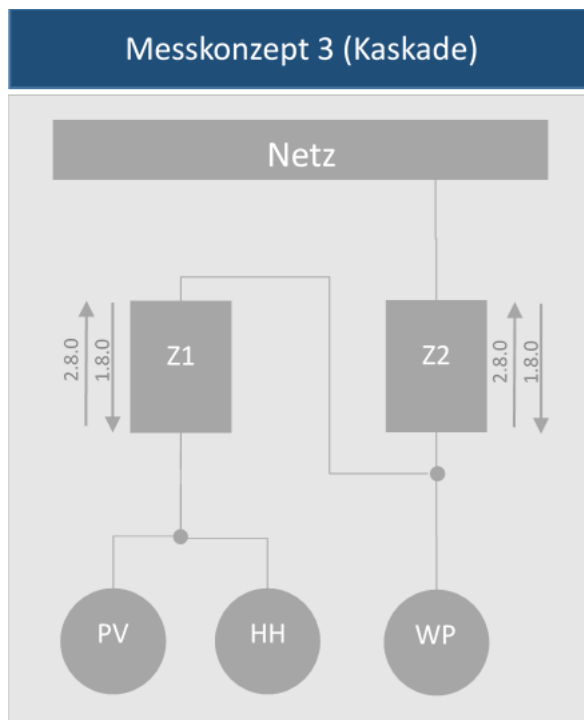 Messkonzept 3 (Kaskade)
Netz
2.8.0
1.8.0
Z1
Z2
2.8.0
1.8.0
PV
HH
WP